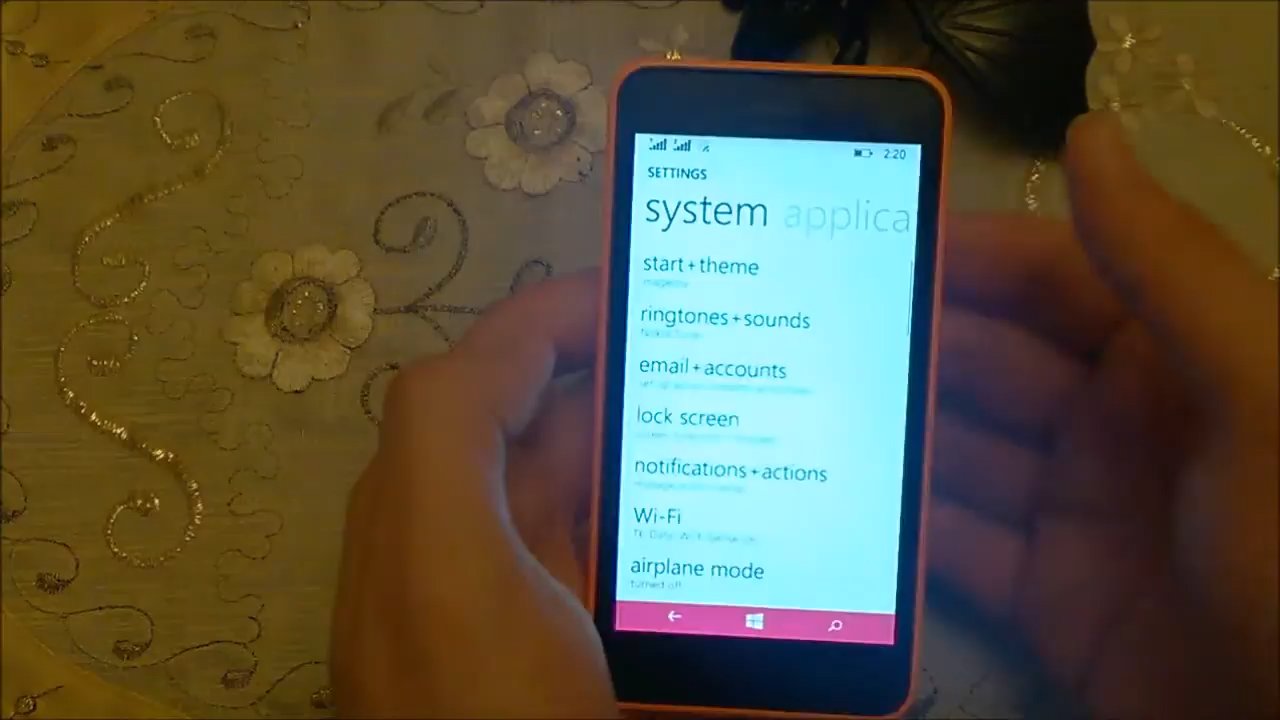 2:20
SETTINGS
system applica
start+theme
magenta
ringtones+sounds
email+accounts
lock screen
notifications+actions
Wi-Fi
airplane mode
turned off